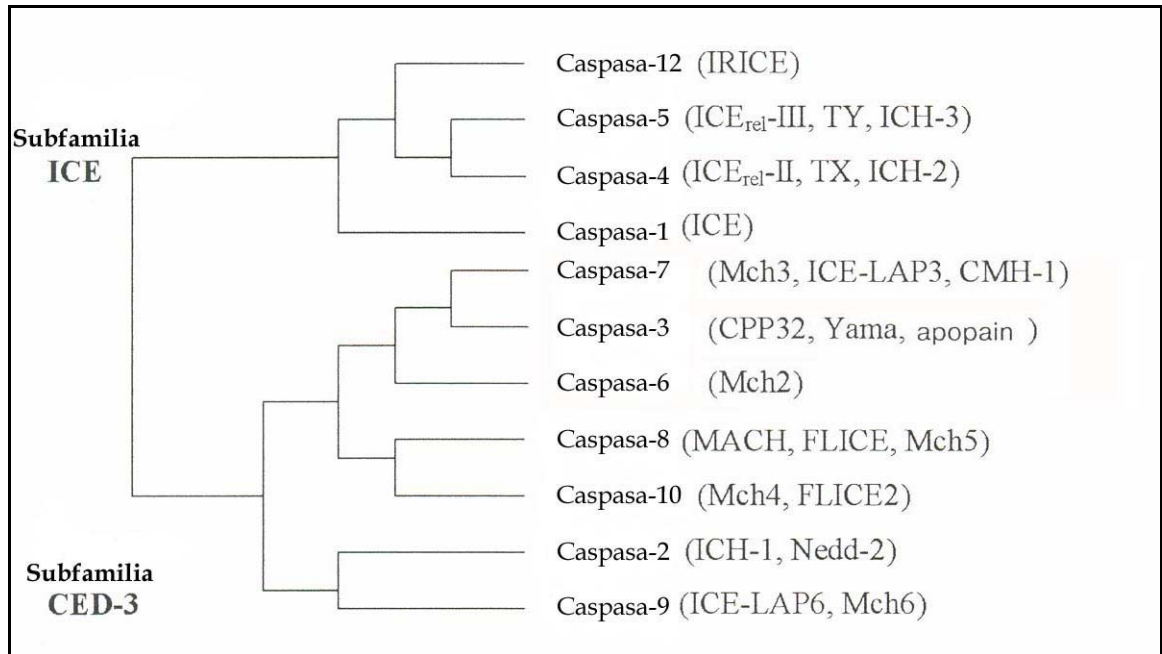 Caspasa-12 (IRICE)
Caspasa-5 (ICErel-III, TY, ICH-3)
Subfamilia
ICE
Caspasa-4 (ICErel-II, TX, ICH-2)
Caspasa-1 (ICE)
Caspasa-7 (Mch3, ICE-LAP3, CMH-1)
Caspasa-3 (CPP32, Yama, apopain )
Caspasa-6 (Mch2)
Caspasa-8 (MACH, FLICE, Mch5)
Caspasa-10 (Mch4, FLICE2)
Caspasa-2 (ICH-1, Nedd-2)
Subfamilia
CED-3
Caspasa-9 (ICE-LAP6, Mch6)